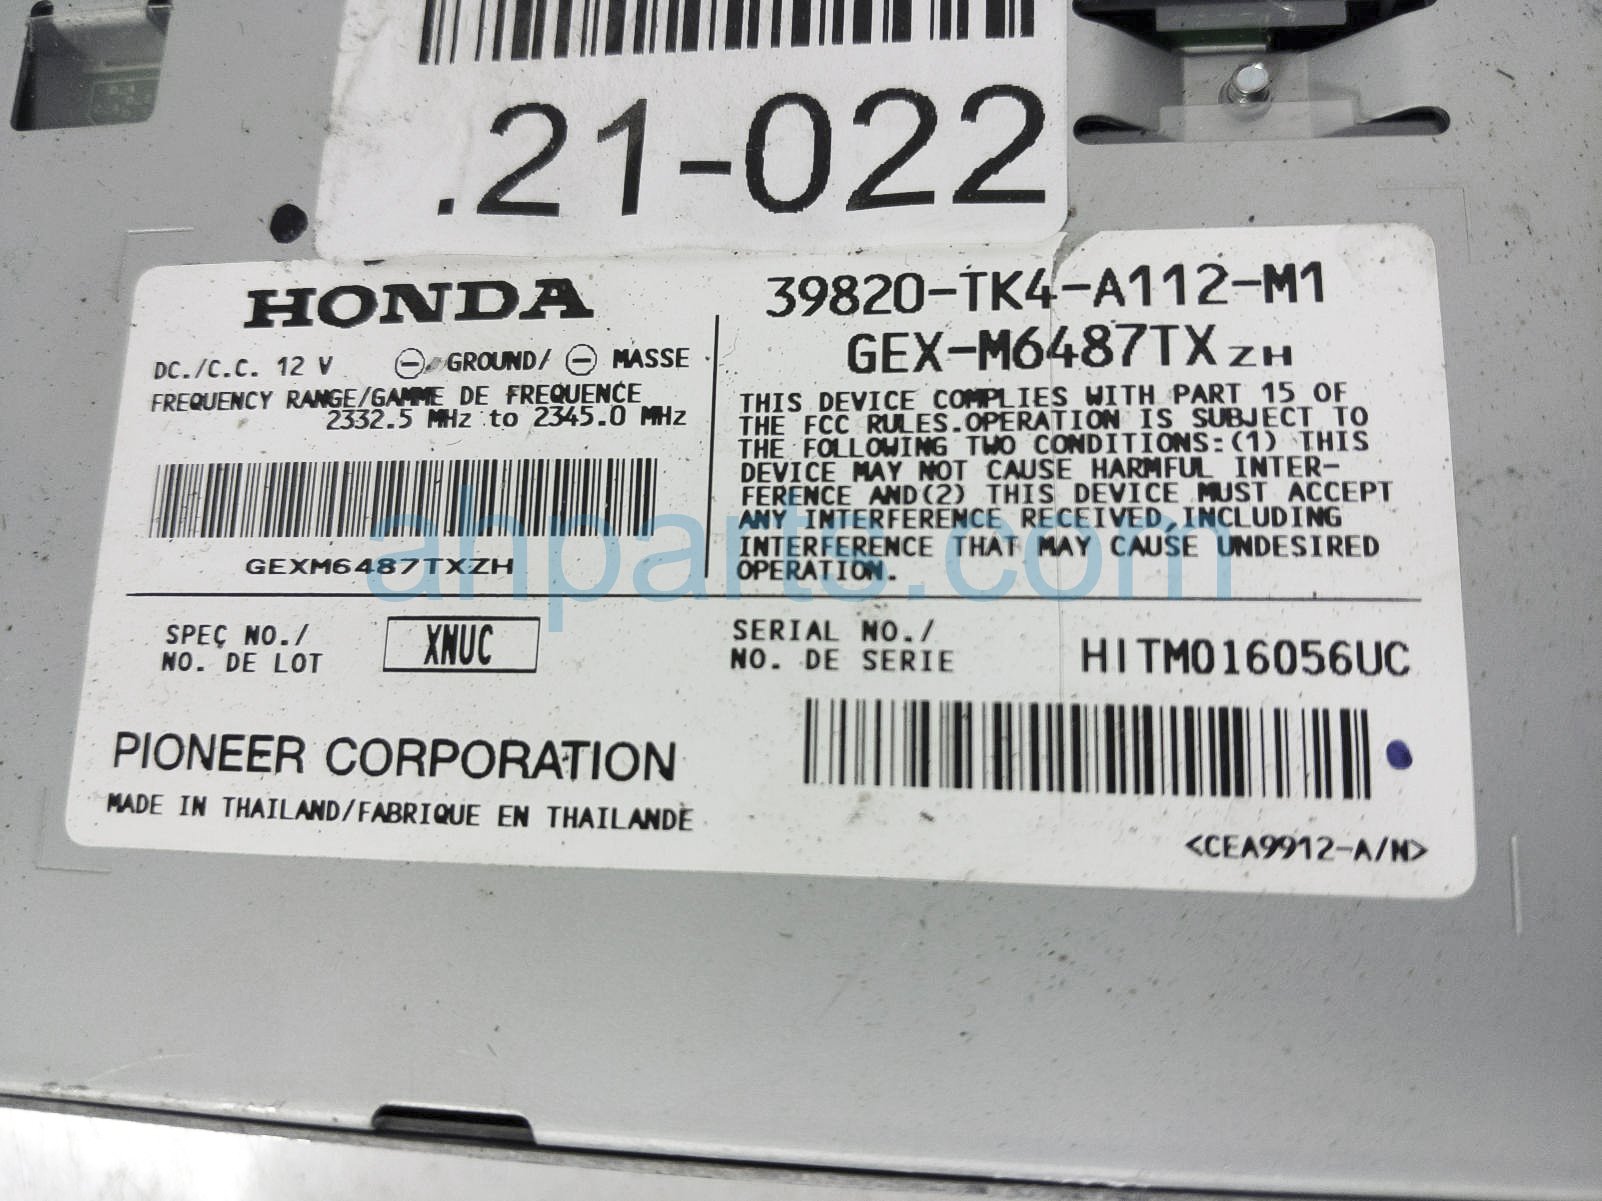 .21-022
HONDA
39820-TK4-A112-M1
GEX-M6487TX ZH
DC./C.C. 12 V ⊖ GROUND/ ⊖ MASSE
FREQUENCY RANGE/GAMME DE FREQUENCE
2332.5 MHz to 2345.0 MHz
GEXM6487TXZH
THIS DEVICE COMPLIES WITH PART 15 OF
THE FCC RULES.OPERATION IS SUBJECT TO
THE FOLLOWING TWO CONDITIONS:(1) THIS
DEVICE MAY NOT CAUSE HARMFUL INTER-
FERENCE AND(2) THIS DEVICE MUST ACCEPT
ANY INTERFERENCE RECEIVED,INCLUDING
INTERFERENCE THAT MAY CAUSE UNDESIRED
OPERATION.
ahparts.com
SPEC NO./
NO. DE LOT
XNUC
SERIAL NO./
NO. DE SERIE
HITM016056UC
PIONEER CORPORATION
MADE IN THAILAND/FABRIQUE EN THAILANDE
<CEA9912-A/N>